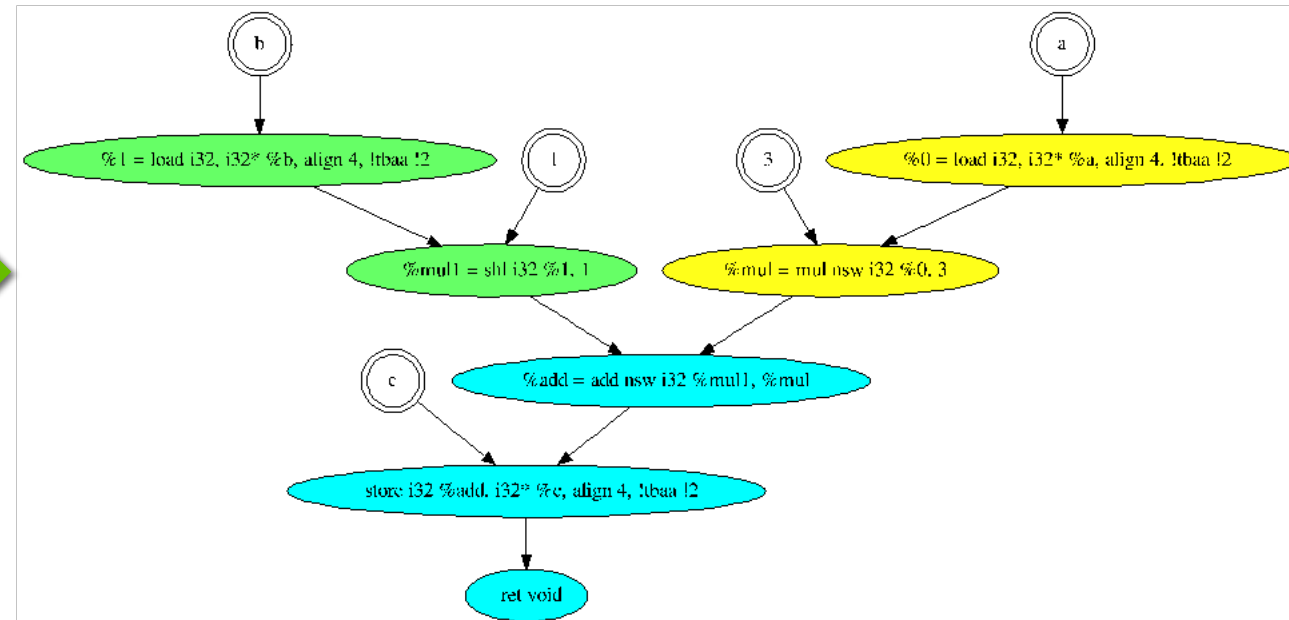 b
a
%1 = load i32, i32* %b, align 4, !tbaa !2
1
3
%0 = load i32, i32* %a, align 4, !tbaa !2
%mul1 = shl i32 %1, 1
%mul = mul nsw i32 %0, 3
c
%add = add nsw i32 %mul1, %mul
store i32 %add, i32* %c, align 4, !tbaa !2
ret void